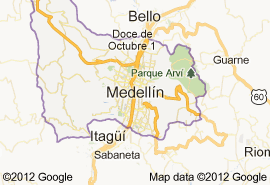 Bello
Doce de
Octubre 1
Guarne
Parque Arví
Medellín
60
Itagüí
Sabaneta
Rion
©2012 Google
Map data ©2012 Google